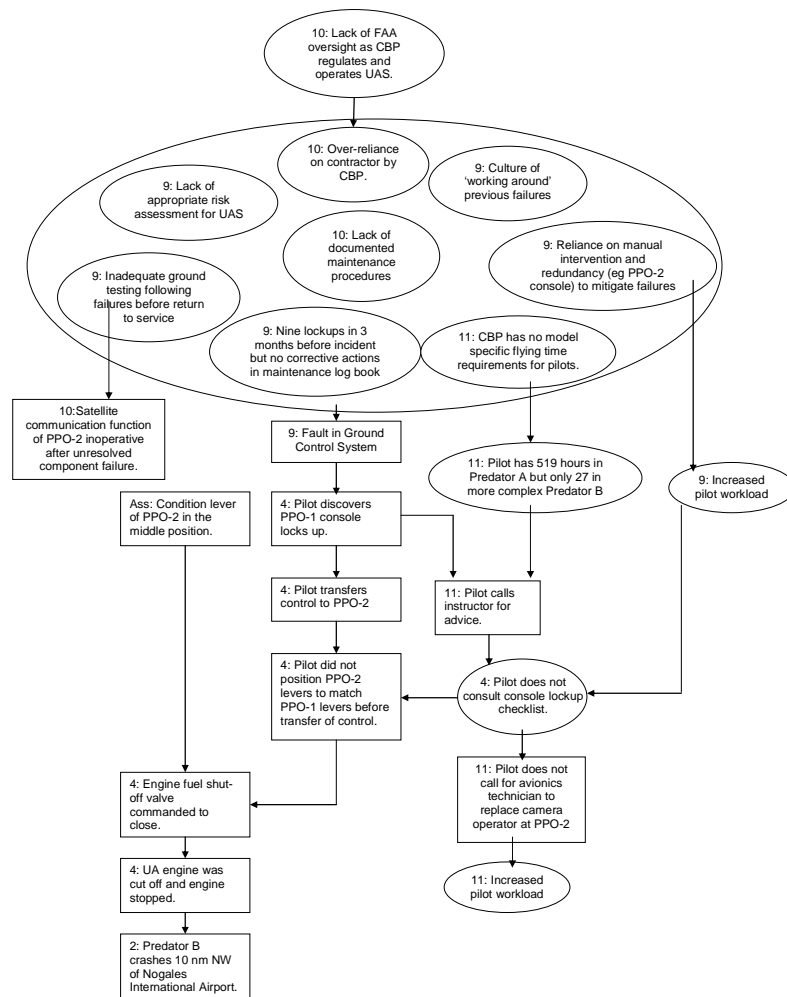 10: Lack of FAA
oversight as CBP
regulates and
operates UAS.
10: Over-reliance
on contractor by
CBP.
9: Culture of
‘working around’
previous failures
9: Lack of
appropriate risk
assessment for UAS
10: Lack of
documented
maintenance
procedures
9: Reliance on manual
intervention and
redundancy (eg PPO-2
console) to mitigate failures
9: Inadequate ground
testing following
failures before return
to service
9: Nine lockups in 3
months before incident
but no corrective actions
in maintenance log book
11: CBP has no model
specific flying time
requirements for pilots.
10:Satellite
communication function
of PPO-2 inoperative
after unresolved
component failure.
9: Fault in Ground
Control System
11: Pilot has 519 hours in
Predator A but only 27 in
more complex Predator B
9: Increased
pilot workload
Ass: Condition lever
of PPO-2 in the
middle position.
4: Pilot discovers
PPO-1 console
locks up.
4: Pilot transfers
control to PPO-2
11: Pilot calls
instructor for
advice.
4: Pilot did not
position PPO-2
levers to match
PPO-1 levers before
transfer of control.
4: Pilot does not
consult console lockup
checklist.
4: Engine fuel shut-
off valve
commanded to
close.
11: Pilot does not
call for avionics
technician to
replace camera
operator at PPO-2
4: UA engine was
cut off and engine
stopped.
11: Increased
pilot workload
2: Predator B
crashes 10 nm NW
of Nogales
International Airport.